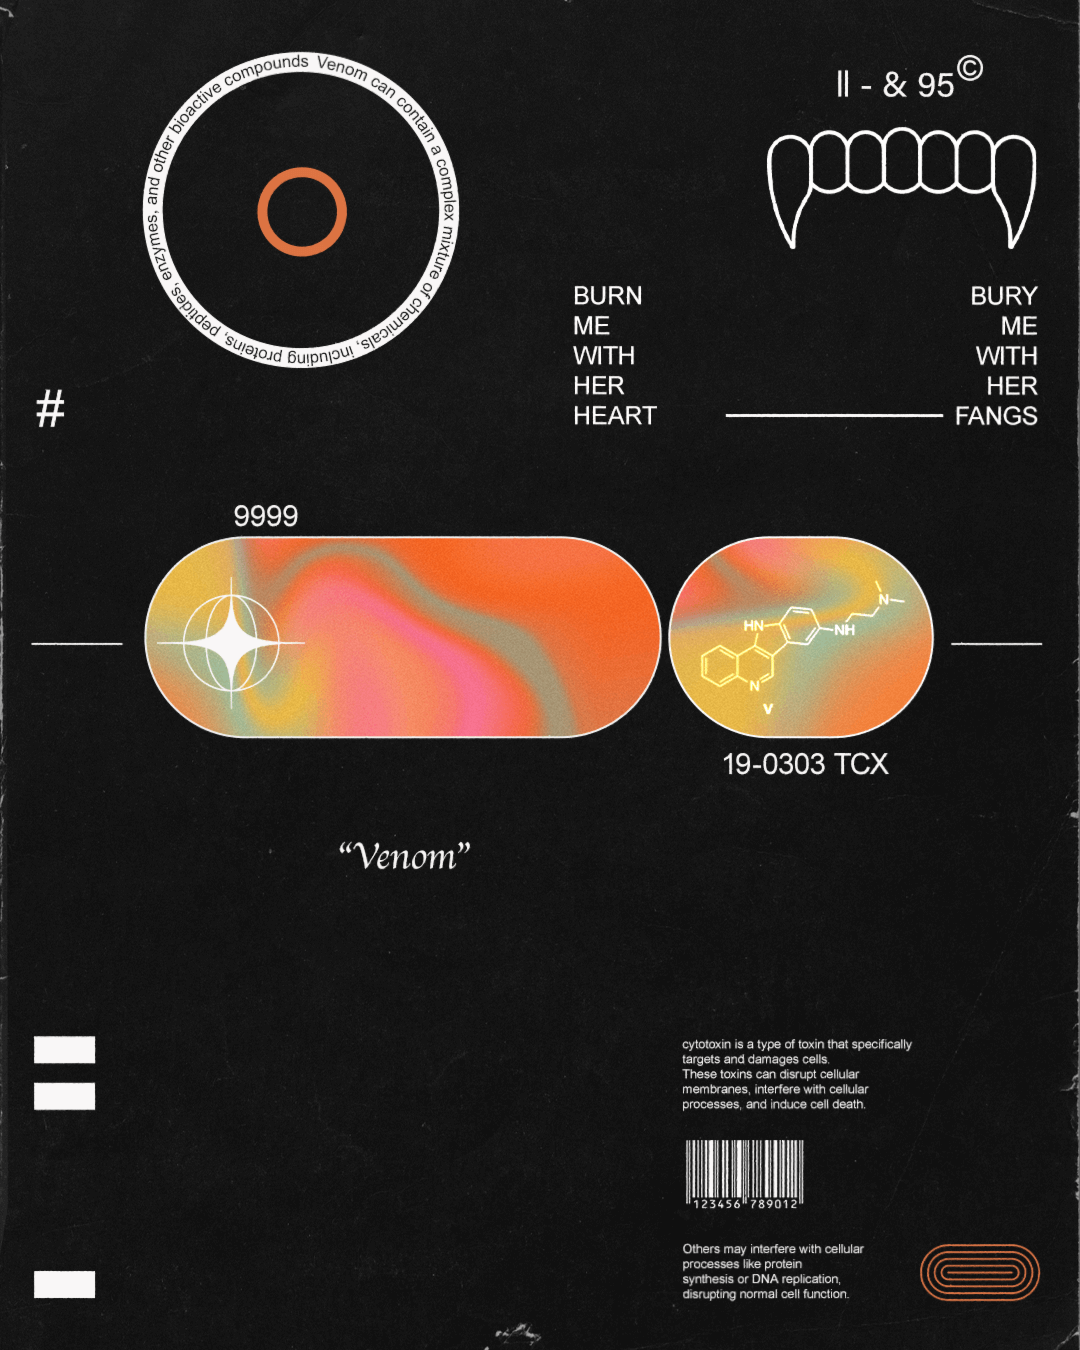 Venom can contain a complex mixture of chemicals, including proteins, peptides, enzymes, and other bioactive compounds
ll - & 95©
BURN
ME
WITH
HER
HEART
BURY
ME
WITH
HER
FANGS
#
9999
HN
NH
N
N
V
19-0303 TCX
“Venom”
cytotoxin is a type of toxin that specifically
targets and damages cells.
These toxins can disrupt cellular
membranes, interfere with cellular
processes, and induce cell death.
123456 789012
Others may interfere with cellular
processes like protein
synthesis or DNA replication,
disrupting normal cell function.